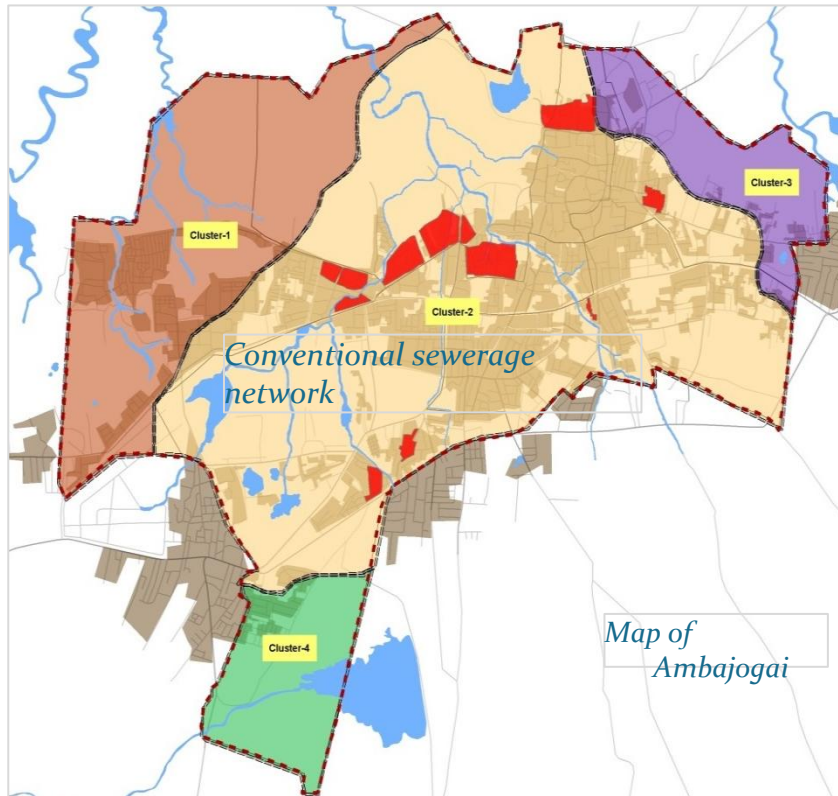 Cluster-3
Cluster-1
Cluster-2
Conventional sewerage
network
Map of
Ambajogai
Cluster-4